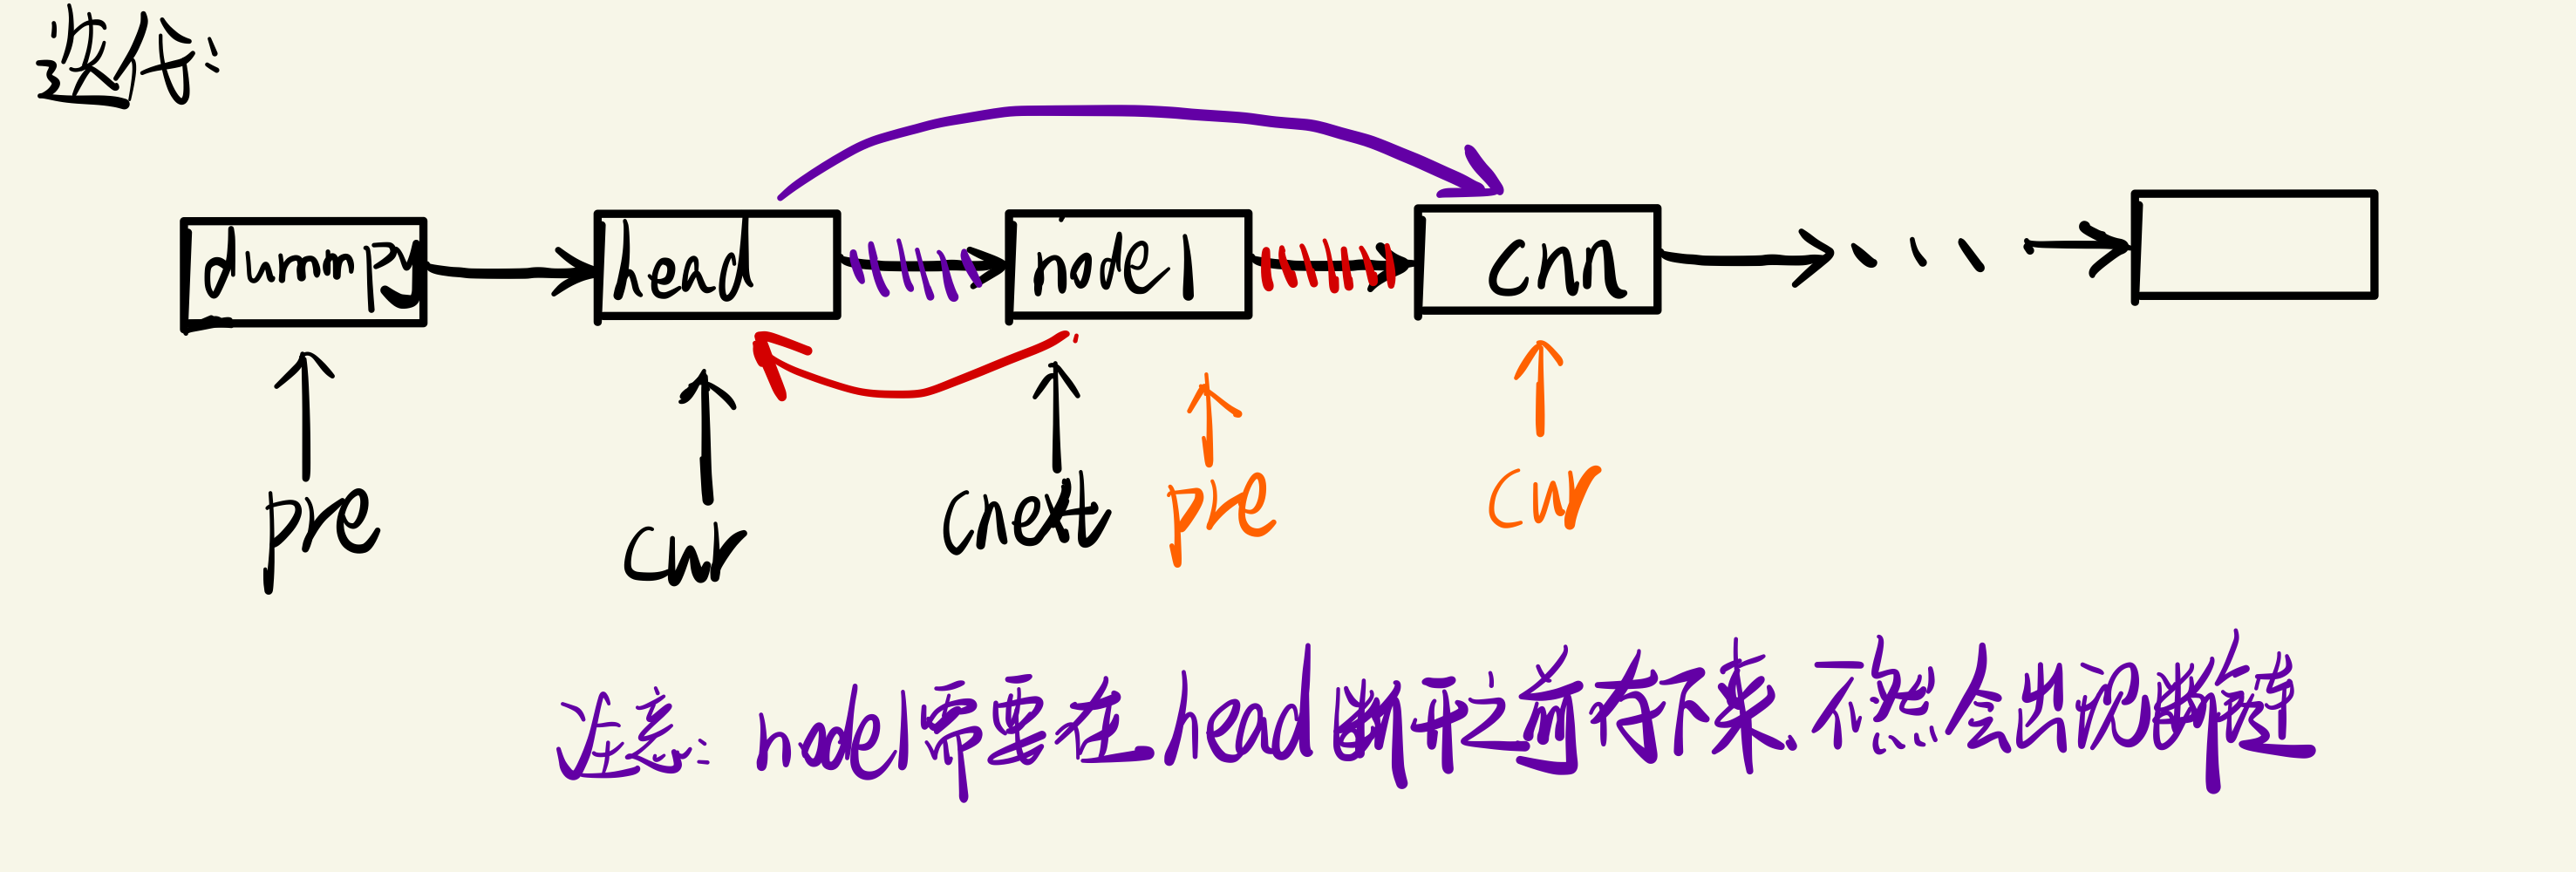 迭代：
dummpy head node1 cnn
pre cur cnext pre cur
注意：node1需要在head断开之前存下来、不然会出现断链